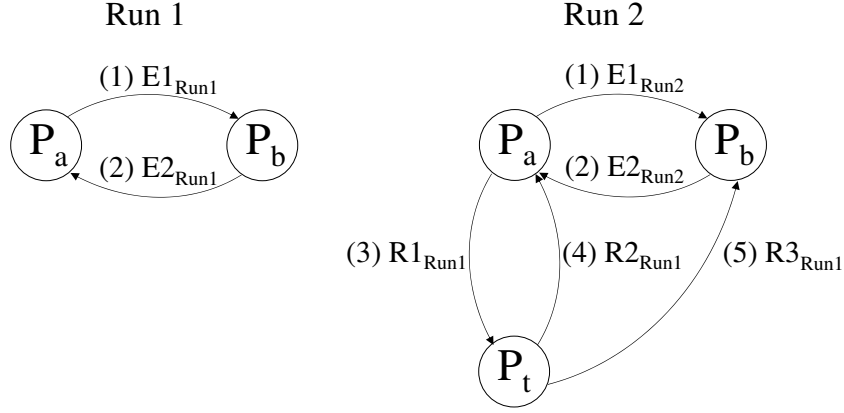 Run 1
(1) E1Run1
Pa
Pb
(2) E2Run1
Run 2
(1) E1Run2
Pa
Pb
(2) E2Run2
(3) R1Run1
(4) R2Run1
(5) R3Run1
Pt